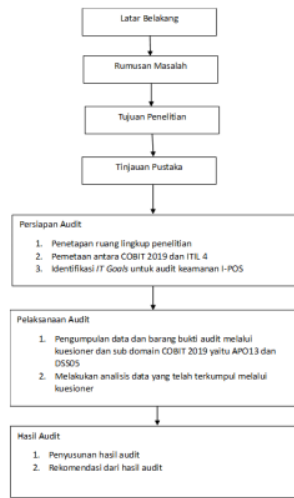 Latar Belakang
Rumusan Masalah
Tujuan Penelitian
Tinjauan Pustaka
Persiapan Audit
1. Penetapan ruang lingkup penelitian
2. Pemetaan antara COBIT 2019 dan ITIL 4
3. Identifikasi IT Goals untuk audit keamanan I-POS
Pelaksanaan Audit
1. Pengumpulan data dan barang bukti audit melalui
kuesioner dan sub domain COBIT 2019 yaitu APO13 dan
DSS05
2. Melakukan analisis data yang telah terkumpul melalui
kuesioner
Hasil Audit
1. Penyusunan hasil audit
2. Rekomendasi dari hasil audit